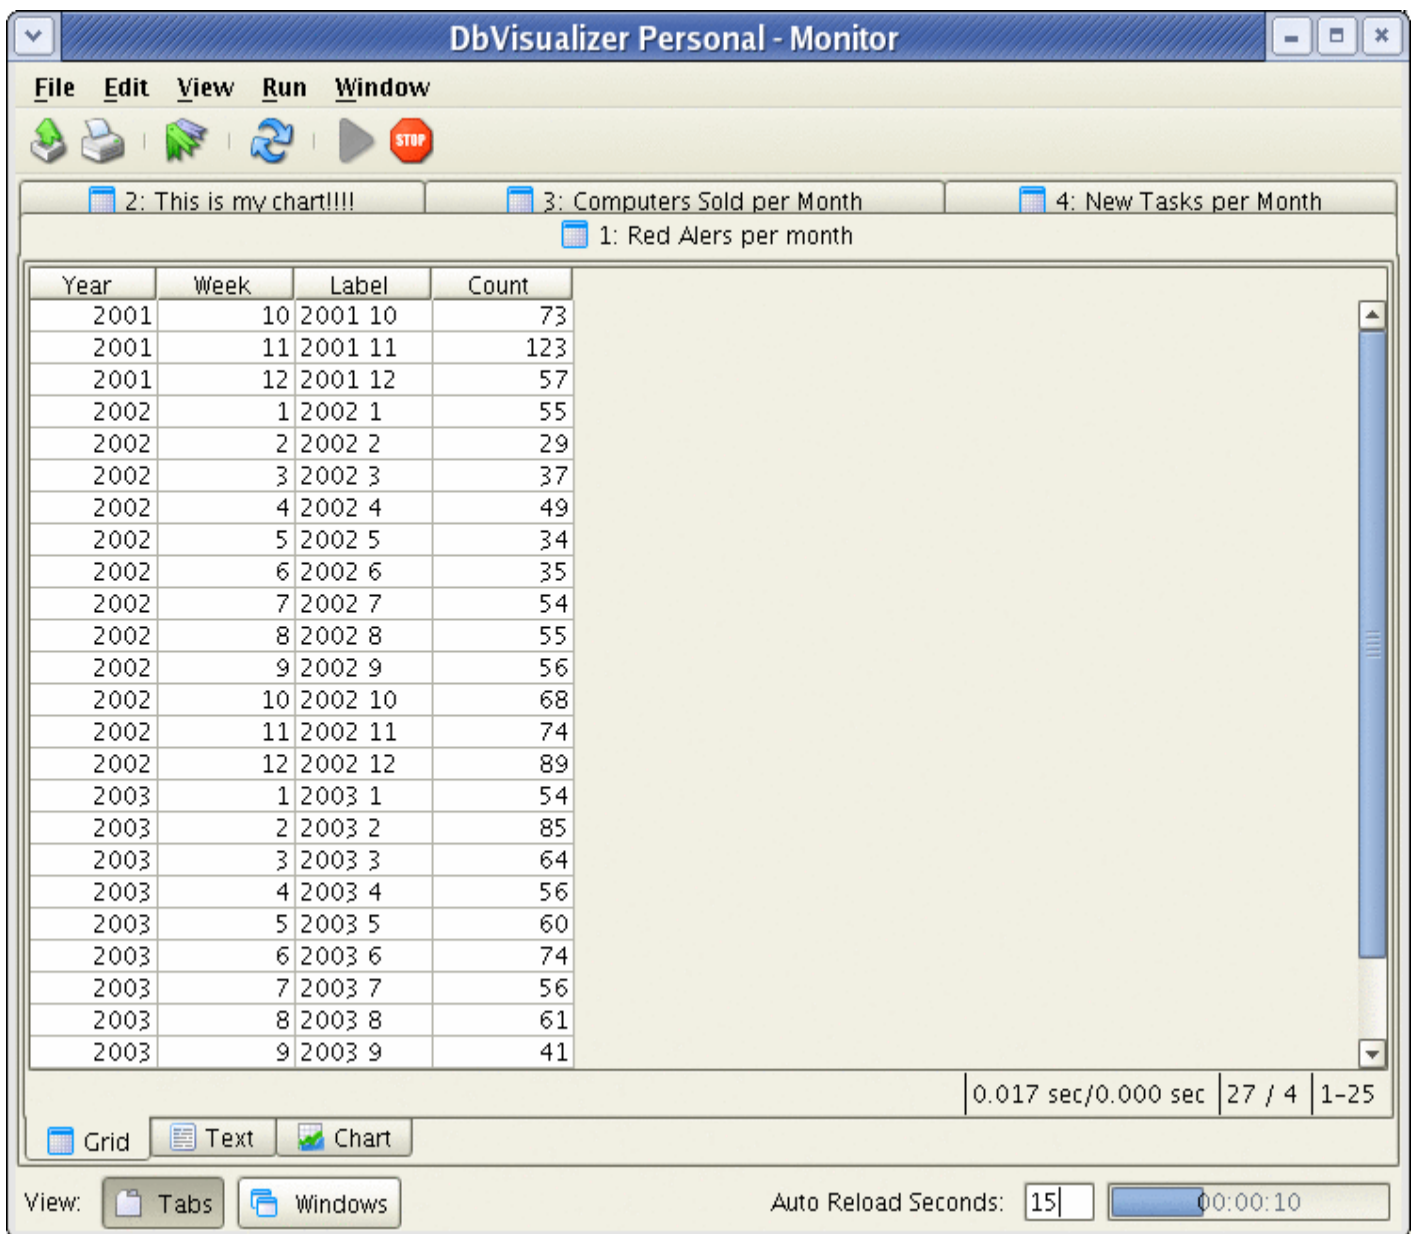 DbVisualizer Personal - Monitor
File Edit View Run Window
STOP
2: This is my chart!!!! 3: Computers Sold per Month 4: New Tasks per Month
1: Red Alers per month
Year Week Label Count
2001 10 2001 10 73
2001 11 2001 11 123
2001 12 2001 12 57
2002 1 2002 1 55
2002 2 2002 2 29
2002 3 2002 3 37
2002 4 2002 4 49
2002 5 2002 5 34
2002 6 2002 6 35
2002 7 2002 7 54
2002 8 2002 8 55
2002 9 2002 9 56
2002 10 2002 10 68
2002 11 2002 11 74
2002 12 2002 12 89
2003 1 2003 1 54
2003 2 2003 2 85
2003 3 2003 3 64
2003 4 2003 4 56
2003 5 2003 5 60
2003 6 2003 6 74
2003 7 2003 7 56
2003 8 2003 8 61
2003 9 2003 9 41
0.017 sec/0.000 sec 27 / 4 1-25
Grid Text Chart
View: Tabs Windows Auto Reload Seconds: 15 00:00:10